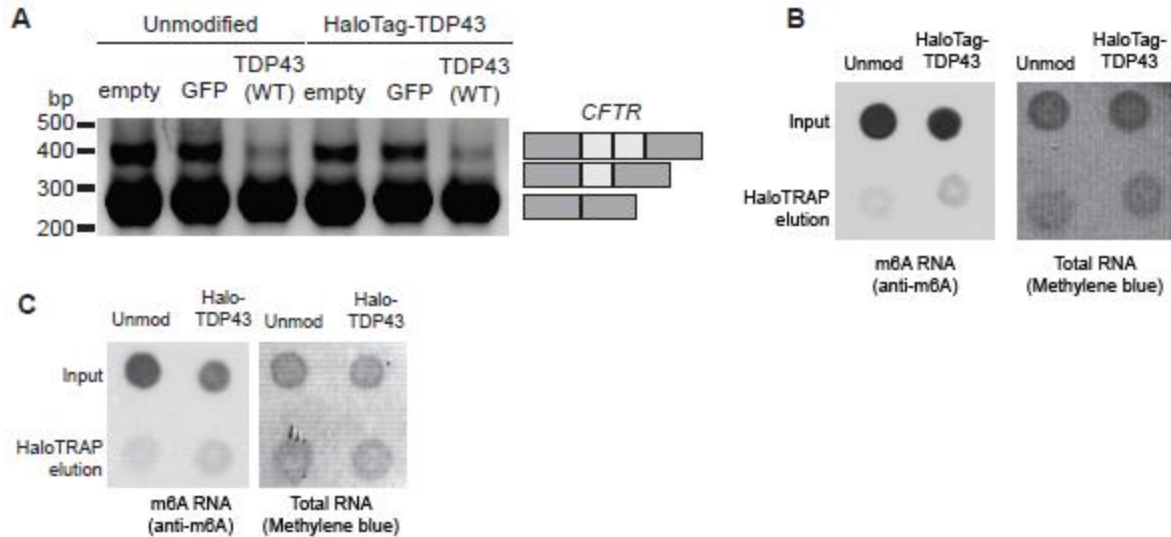 A
Unmodified HaloTag-TDP43
TDP43 TDP43
empty GFP (WT) empty GFP (WT)
bp
500
400
300
200
CFTR
B
HaloTag-
Unmod TDP43
HaloTag-
Unmod TDP43
Input
HaloTRAP
elution
m6A RNA
(anti-m6A)
Total RNA
(Methylene blue)
C
Halo-
Unmod TDP43
Halo-
Unmod TDP43
Input
HaloTRAP
elution
m6A RNA
(anti-m6A)
Total RNA
(Methylene blue)